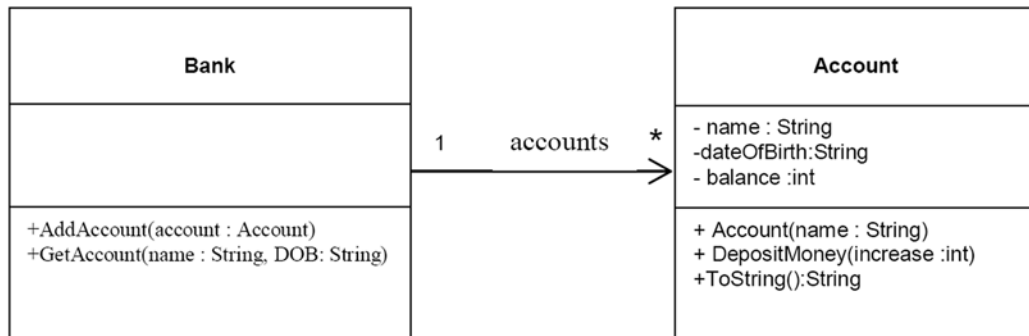 Bank
+AddAccount(account : Account)
+GetAccount(name : String, DOB: String)
1 accounts *
Account
- name : String
-dateOfBirth:String
- balance :int
+ Account(name : String)
+ DepositMoney(increase :int)
+ToString():String